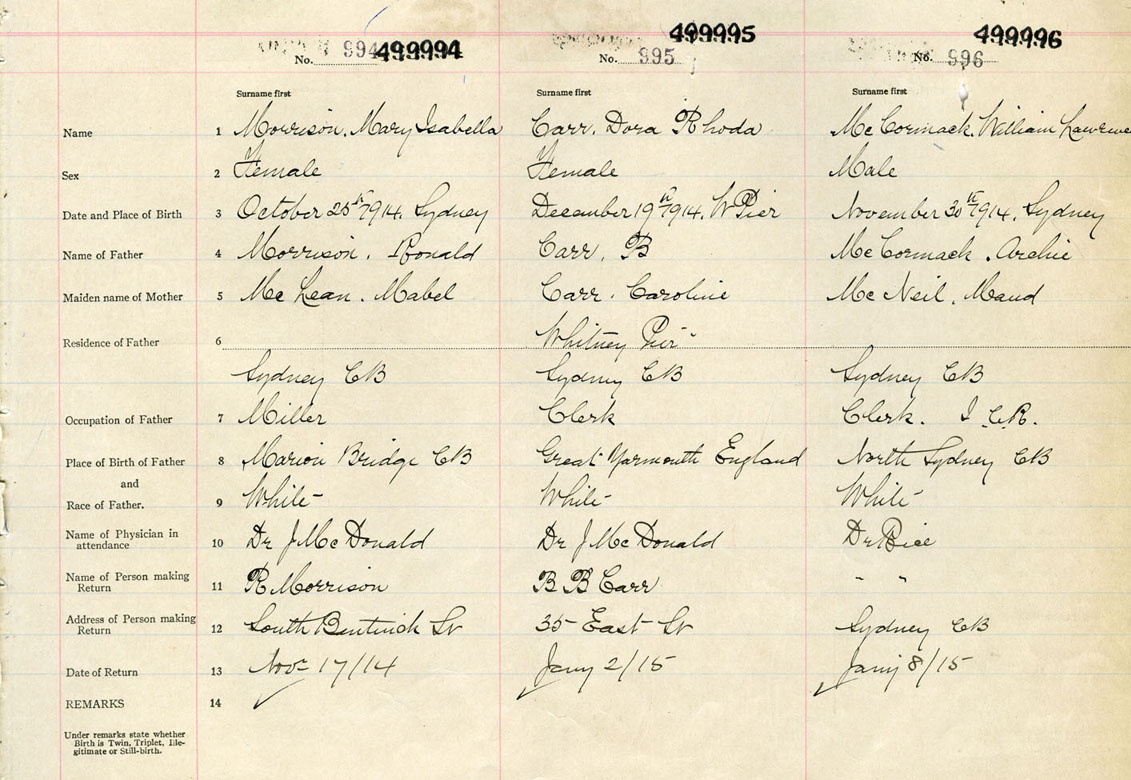 499995
499996
No. 994 499994
No. 995
No. 996
Surname first Surname first Surname first
Name 1 Morrison. Mary Isabella Carr. Dora Rhoda McCormack. William Lawrence
Sex 2 Female Female Male
Date and Place of Birth 3 October 25th 1914. Sydney December 19th 1914. W Pier November 30th 1914. Sydney
Name of Father 4 Morrison. Ronald Carr. B McCormack. Archie
Maiden name of Mother 5 McLean. Mabel Carr. Caroline McNeil. Maud
Residence of Father 6 Whitney Pier
Sydney CB Sydney CB Sydney CB
Occupation of Father 7 Miller Clerk Clerk. I.C.R.
Place of Birth of Father 8 Marion Bridge CB Great Yarmouth England North Sydney CB
and
Race of Father. 9 White White White
Name of Physician in
attendance 10 Dr J McDonald Dr J McDonald Dr Rice
Name of Person making
Return 11 R Morrison B B Carr " "
Address of Person making
Return 12 South Bentinck St 35 East St Sydney CB
Date of Return 13 Nov 17/14 Jany 2/15 Jany 8/15
REMARKS 14
Under remarks state whether
Birth is Twin, Triplet, Ille-
gitimate or Still-birth.